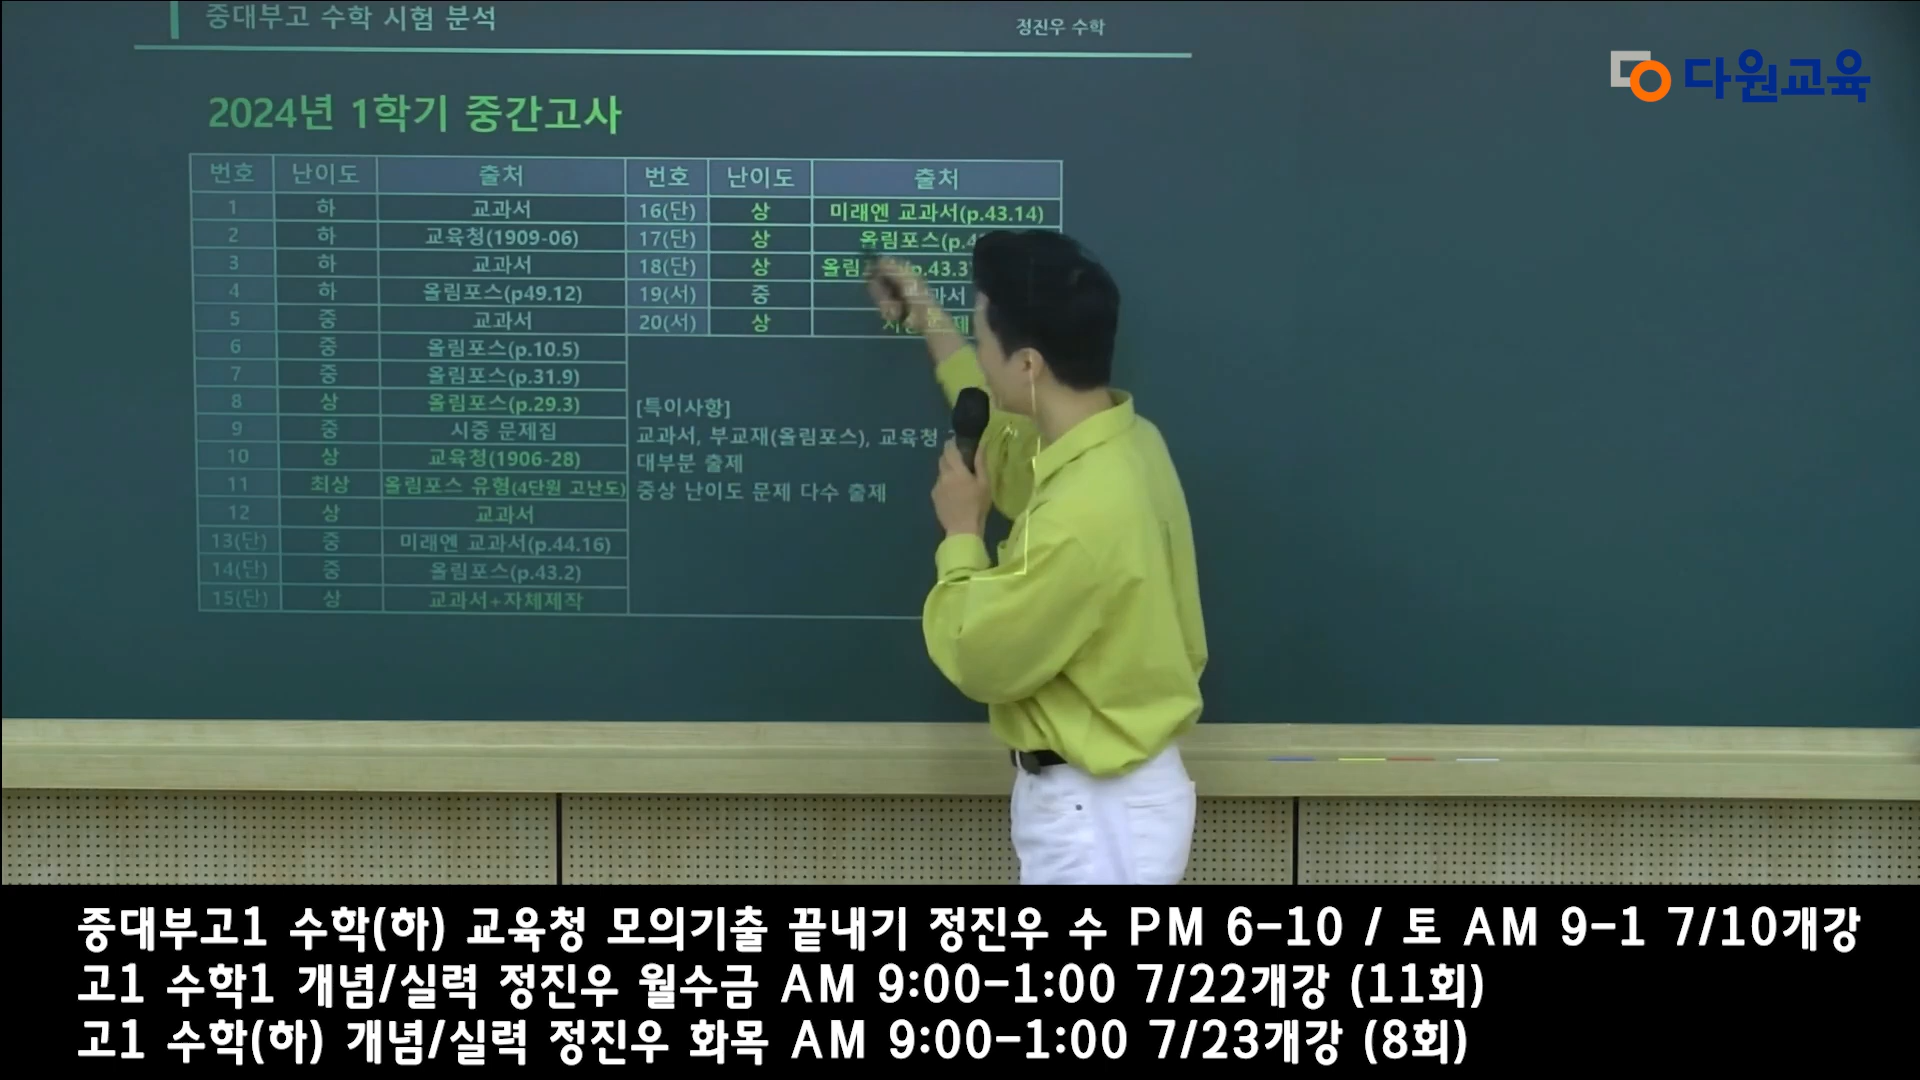 중대부고 수학 시험 분석
정진우 수학
다원교육
2024년 1학기 중간고사
번호 난이도 출처 번호 난이도 출처
1 하 교과서 16(단) 상 미래엔 교과서(p.43.14)
2 하 교육청(1909-06) 17(단) 상 올림포스(p.4
3 하 교과서 18(단) 상 올림 (p.43.3
4 하 올림포스(p49.12) 19(서) 중 교과서
5 중 교과서 20(서) 상 시중문제
6 중 올림포스(p.10.5)
7 중 올림포스(p.31.9)
8 상 올림포스(p.29.3)
9 중 시중 문제집
10 상 교육청(1906-28)
11 최상 올림포스 유형(4단원 고난도)
12 상 교과서
13(단) 중 미래엔 교과서(p.44.16)
14(단) 중 올림포스(p.43.2)
15(단) 상 교과서+자체제작
[특이사항]
교과서, 부교재(올림포스), 교육청
대부분 출제
중상 난이도 문제 다수 출제
중대부고1 수학(하) 교육청 모의기출 끝내기 정진우 수 PM 6-10 / 토 AM 9-1 7/10개강
고1 수학1 개념/실력 정진우 월수금 AM 9:00-1:00 7/22개강 (11회)
고1 수학(하) 개념/실력 정진우 화목 AM 9:00-1:00 7/23개강 (8회)